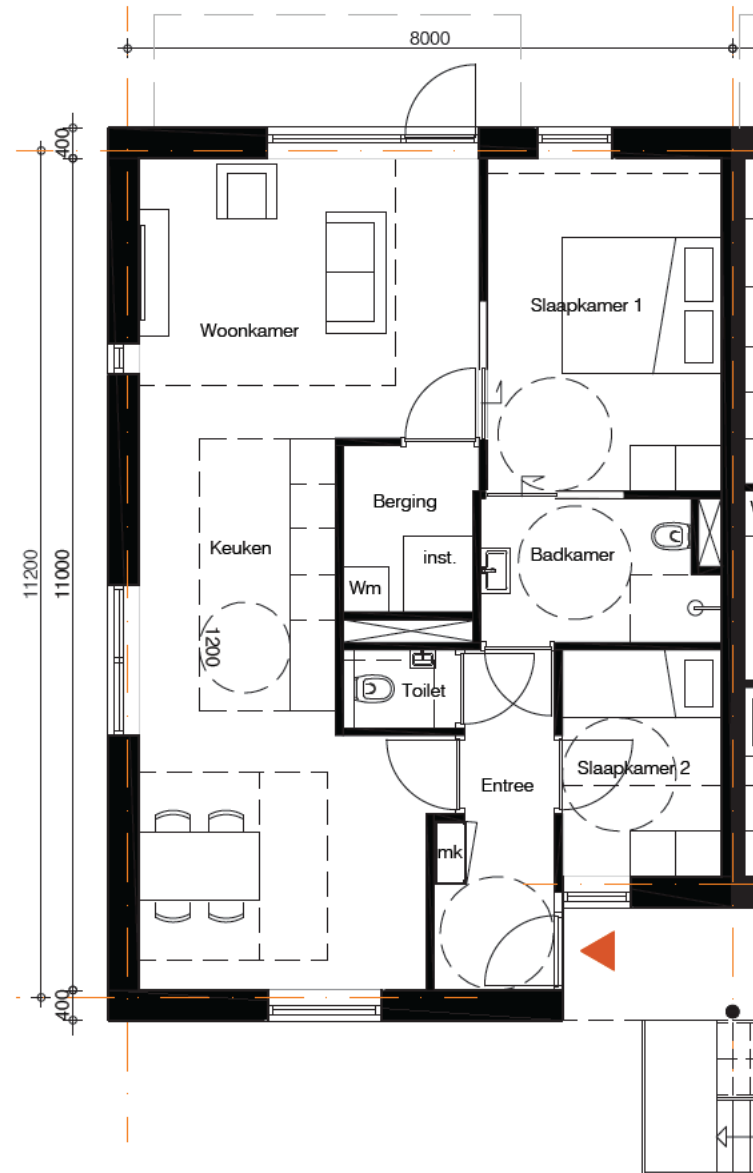 8000
400
Slaapkamer 1
Woonkamer
Berging
11200
11000
Keuken
inst.
Badkamer
Wm
1200
Toilet
Slaapkamer 2
Entree
mk
400